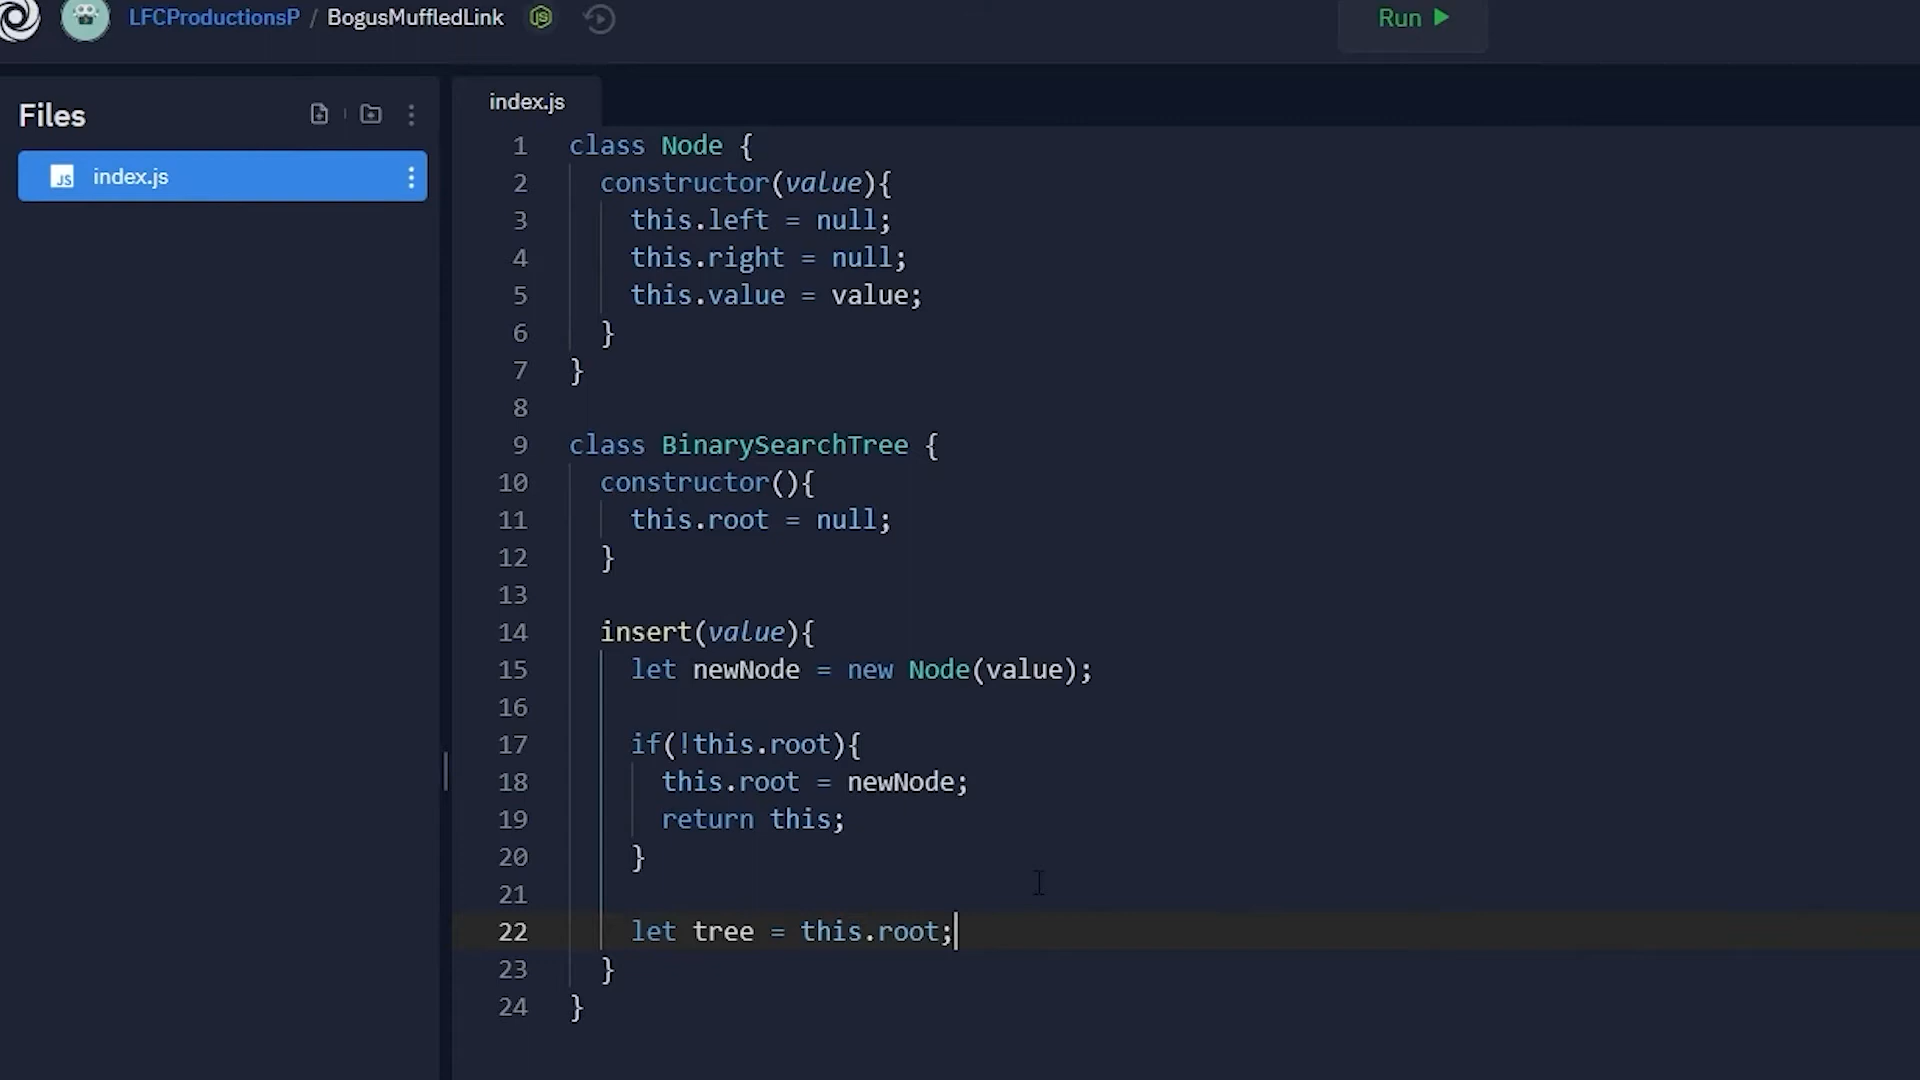 LFCProductionsP / BogusMuffledLink
Run
Files
JS index.js
index.js
1 class Node {
2 constructor(value){
3 this.left = null;
4 this.right = null;
5 this.value = value;
6 }
7 }
8
9 class BinarySearchTree {
10 constructor(){
11 this.root = null;
12 }
13
14 insert(value){
15 let newNode = new Node(value);
16
17 if(!this.root){
18 this.root = newNode;
19 return this;
20 }
21
22 let tree = this.root;
23 }
24 }